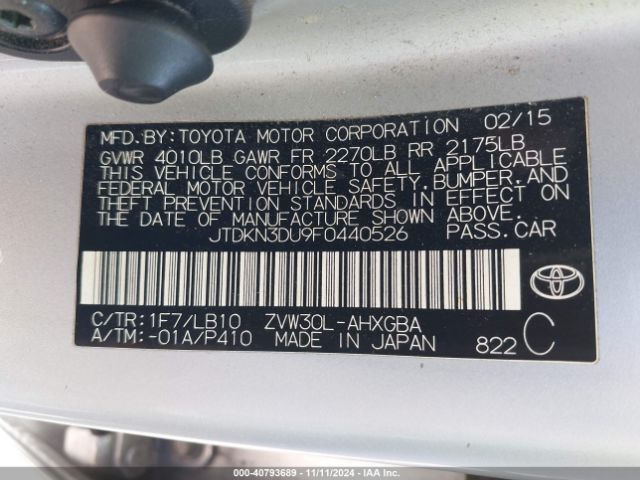 MFD. BY: TOYOTA MOTOR CORPORATION 02/15
GVWR 4010LB GAWR FR 2270LB RR 2175LB
THIS VEHICLE CONFORMS TO ALL APPLICABLE
FEDERAL MOTOR VEHICLE SAFETY, BUMPER, AND
THEFT PREVENTION STANDARDS IN EFFECT ON
THE DATE OF MANUFACTURE SHOWN ABOVE.
JTDKN3DU9F0440526 PASS. CAR
C/TR: 1F7/LB10 ZVW30L-AHXGBA
A/TM: -01A/P410 MADE IN JAPAN 822 C
TOYOTA
000-40793689 - 11/11/2024 - IAA Inc.